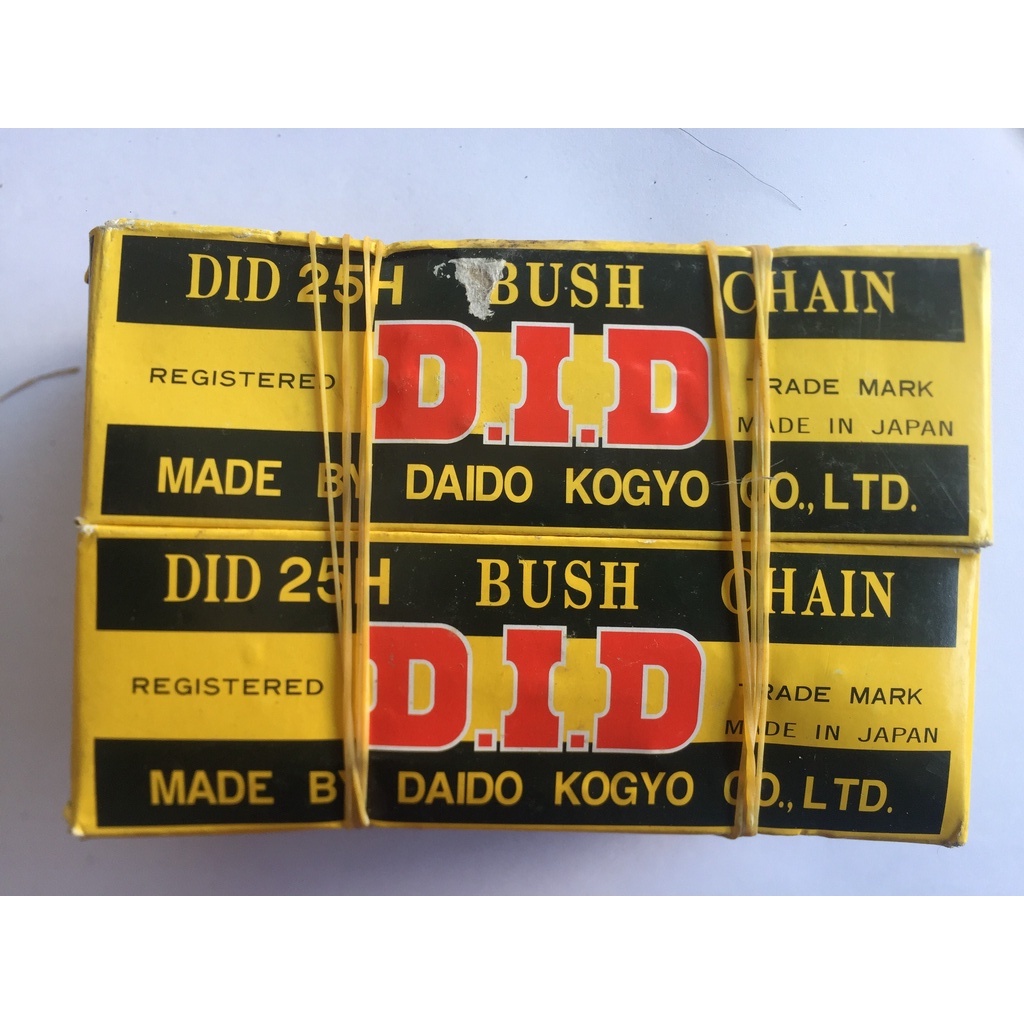 DID 25H BUSH CHAIN
REGISTERED D.I.D TRADE MARK
MADE IN JAPAN
MADE BY DAIDO KOGYO CO., LTD.
DID 25H BUSH CHAIN
REGISTERED D.I.D TRADE MARK
MADE IN JAPAN
MADE BY DAIDO KOGYO CO., LTD.